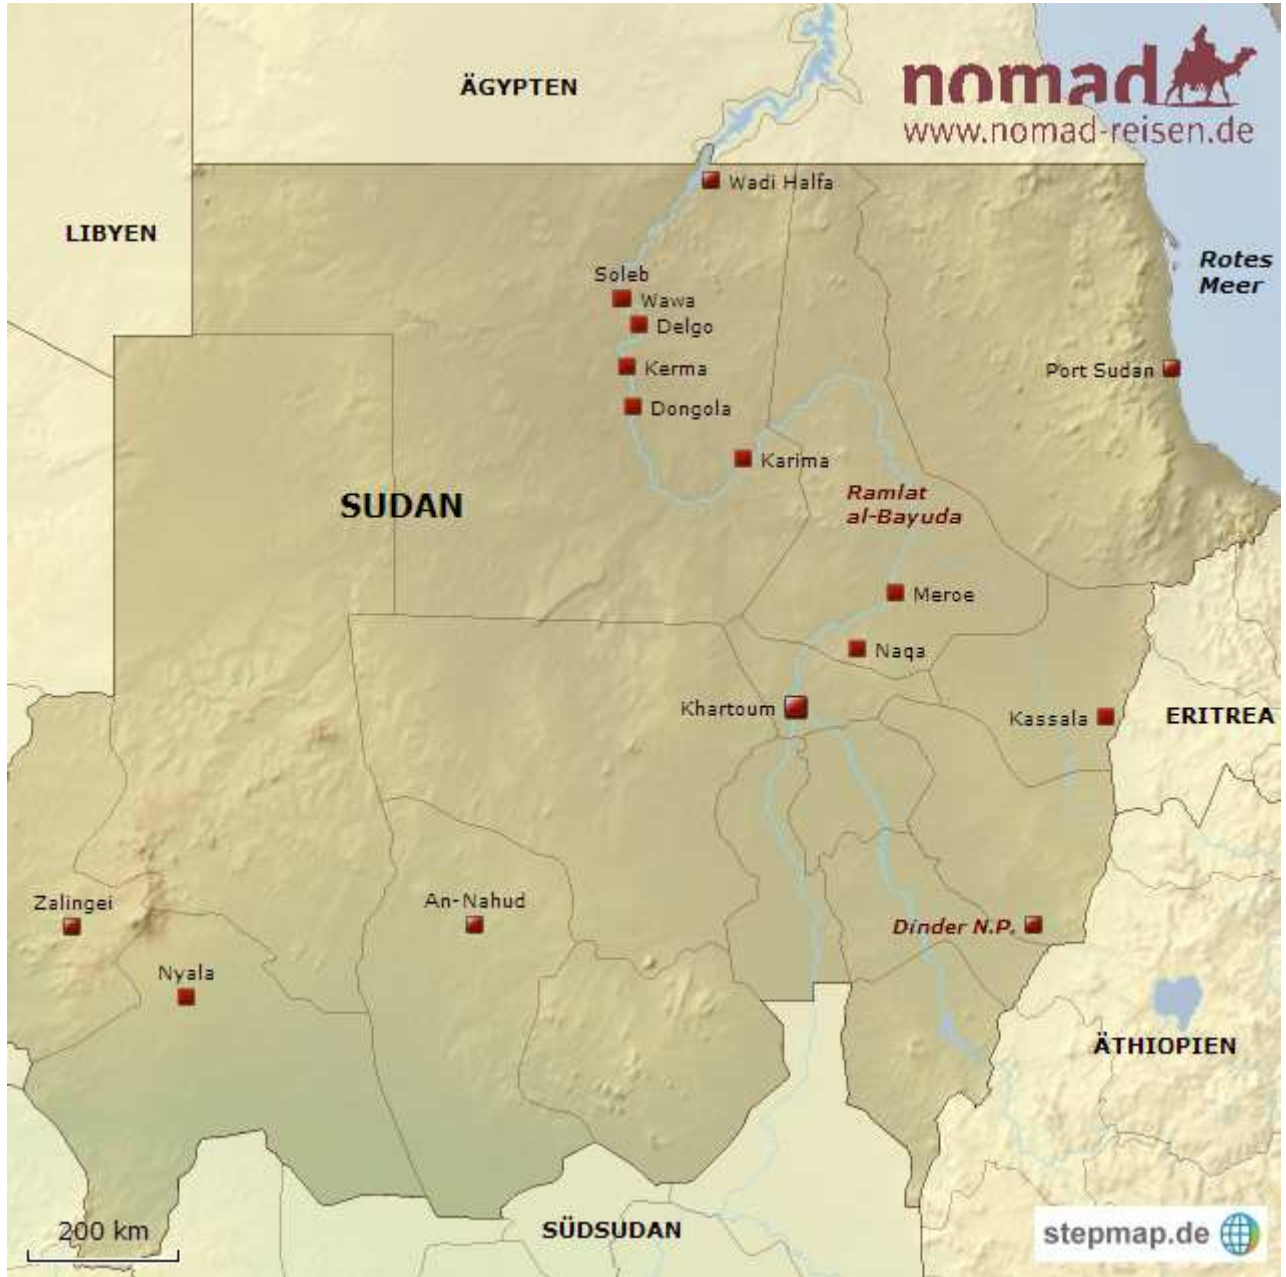 ÄGYPTEN
nomad
www.nomad-reisen.de
Wadi Halfa
LIBYEN
Rotes
Meer
Soleb
Wawa
Delgo
Kerma
Port Sudan
Dongola
Karima
SUDAN
Ramlat
al-Bayuda
Meroe
Naqa
Khartoum
Kassala
ERITREA
Zalingei
An-Nahud
Dinder N.P.
Nyala
ÄTHIOPIEN
SÜDSUDAN
200 km
stepmap.de